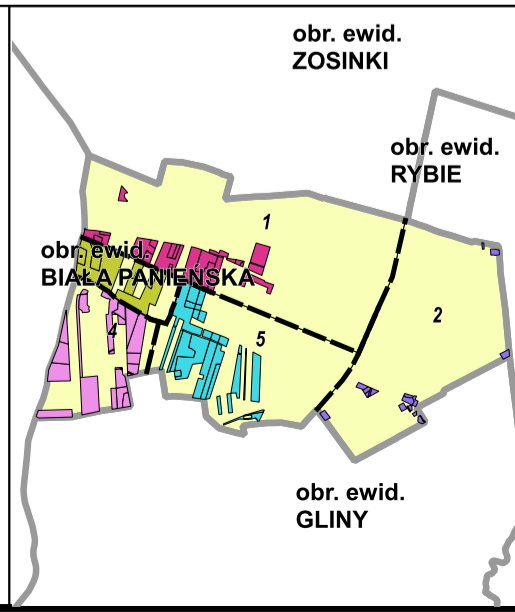 obr. ewid.
ZOSINKI
obr. ewid.
RYBIE
1
obr. ewid.
BIAŁA PANIEŃSKA
2
4
5
obr. ewid.
GLINY